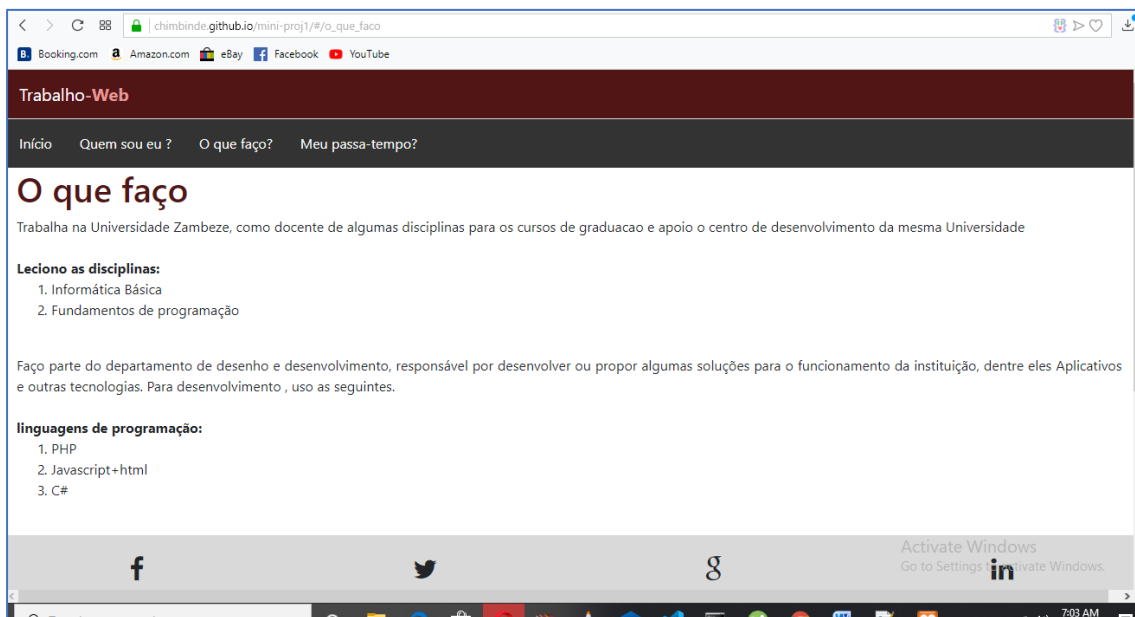 chimbinde.github.io/mini-proj1/#/o_que_faco
B. Booking.com a Amazon.com eBay f Facebook YouTube
Trabalho-Web
Início Quem sou eu ? O que faço? Meu passa-tempo?
O que faço
Trabalha na Universidade Zambeze, como docente de algumas disciplinas para os cursos de graduacao e apoio o centro de desenvolvimento da mesma Universidade
Leciono as disciplinas:
1. Informática Básica
2. Fundamentos de programação
Faço parte do departamento de desenho e desenvolvimento, responsável por desenvolver ou propor algumas soluções para o funcionamento da instituição, dentre eles Aplicativos
e outras tecnologias. Para desenvolvimento , uso as seguintes.
linguagens de programação:
1. PHP
2. Javascript+html
3. C#
Activate Windows
f g in
Go to Settings to activate Windows.
7:03 AM